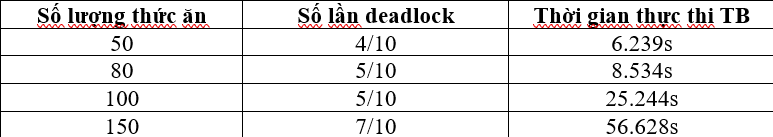 Số lượng thức ăn Số lần deadlock Thời gian thực thi TB
50 4/10 6.239s
80 5/10 8.534s
100 5/10 25.244s
150 7/10 56.628s